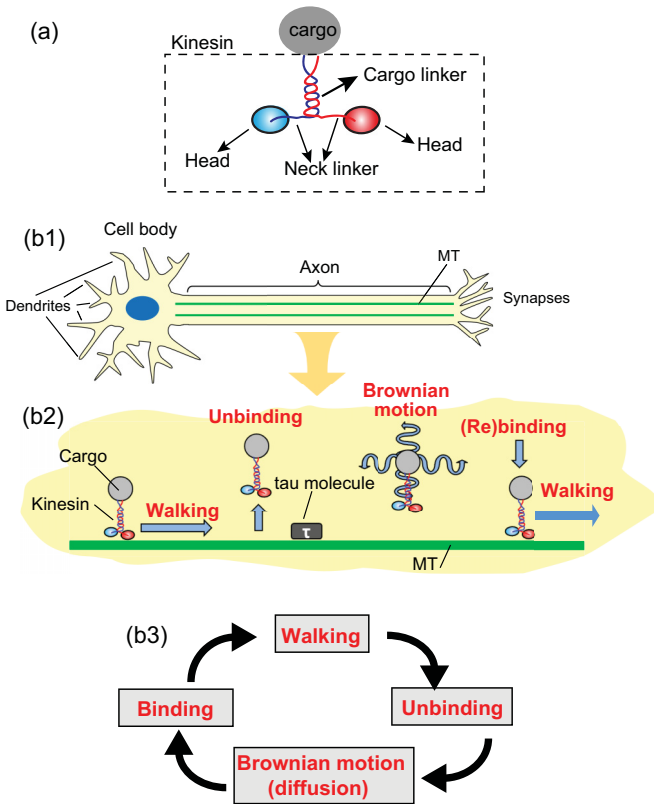 (a)
cargo
Kinesin
Cargo linker
Head
Neck linker
Head
(b1)
Cell body
Axon
MT
Dendrites
Synapses
(b2)
Unbinding
Brownian
motion
(Re)binding
Cargo
Kinesin
Walking
tau molecule
τ
Walking
MT
(b3)
Walking
Binding
Unbinding
Brownian motion
(diffusion)